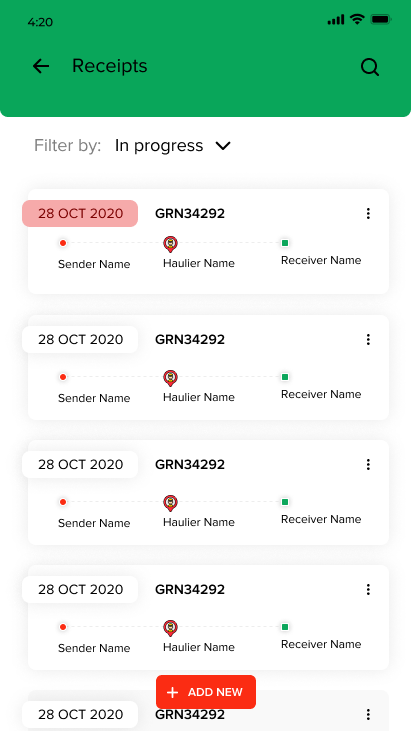 4:20
Receipts
Filter by: In progress
28 OCT 2020 GRN34292
Sender Name Haulier Name Receiver Name
28 OCT 2020 GRN34292
Sender Name Haulier Name Receiver Name
28 OCT 2020 GRN34292
Sender Name Haulier Name Receiver Name
28 OCT 2020 GRN34292
Sender Name Haulier Name Receiver Name
+ ADD NEW
28 OCT 2020 GRN34292